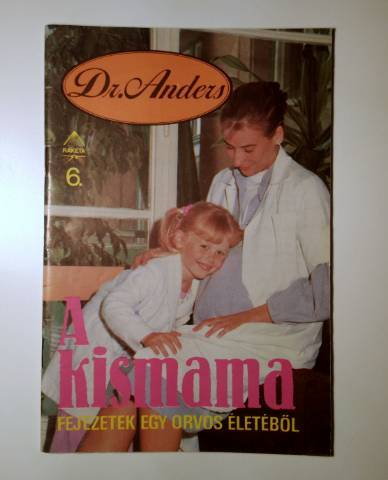 Dr. Anders
RAKÉTA
6.
A
kismama
FEJEZETEK EGY ORVOS ÉLETÉBŐL